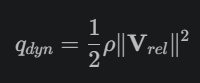 $q_{dyn} = \frac{1}{2} \rho \|\mathbf{V}_{rel}\|^2$